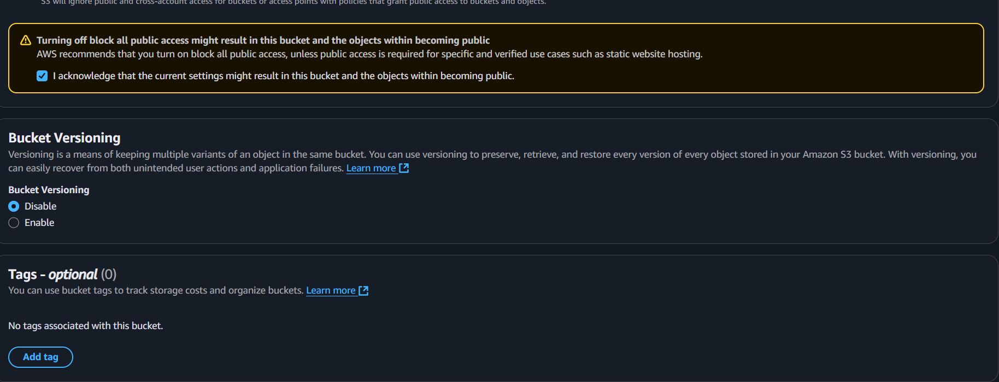 S3 will ignore public and cross-account access for buckets or access points with policies that grant public access to buckets and objects.
Turning off block all public access might result in this bucket and the objects within becoming public
AWS recommends that you turn on block all public access, unless public access is required for specific and verified use cases such as static website hosting.
I acknowledge that the current settings might result in this bucket and the objects within becoming public.
Bucket Versioning
Versioning is a means of keeping multiple variants of an object in the same bucket. You can use versioning to preserve, retrieve, and restore every version of every object stored in your Amazon S3 bucket. With versioning, you
can easily recover from both unintended user actions and application failures. Learn more
Bucket Versioning
Disable
Enable
Tags - optional (0)
You can use bucket tags to track storage costs and organize buckets. Learn more
No tags associated with this bucket.
Add tag